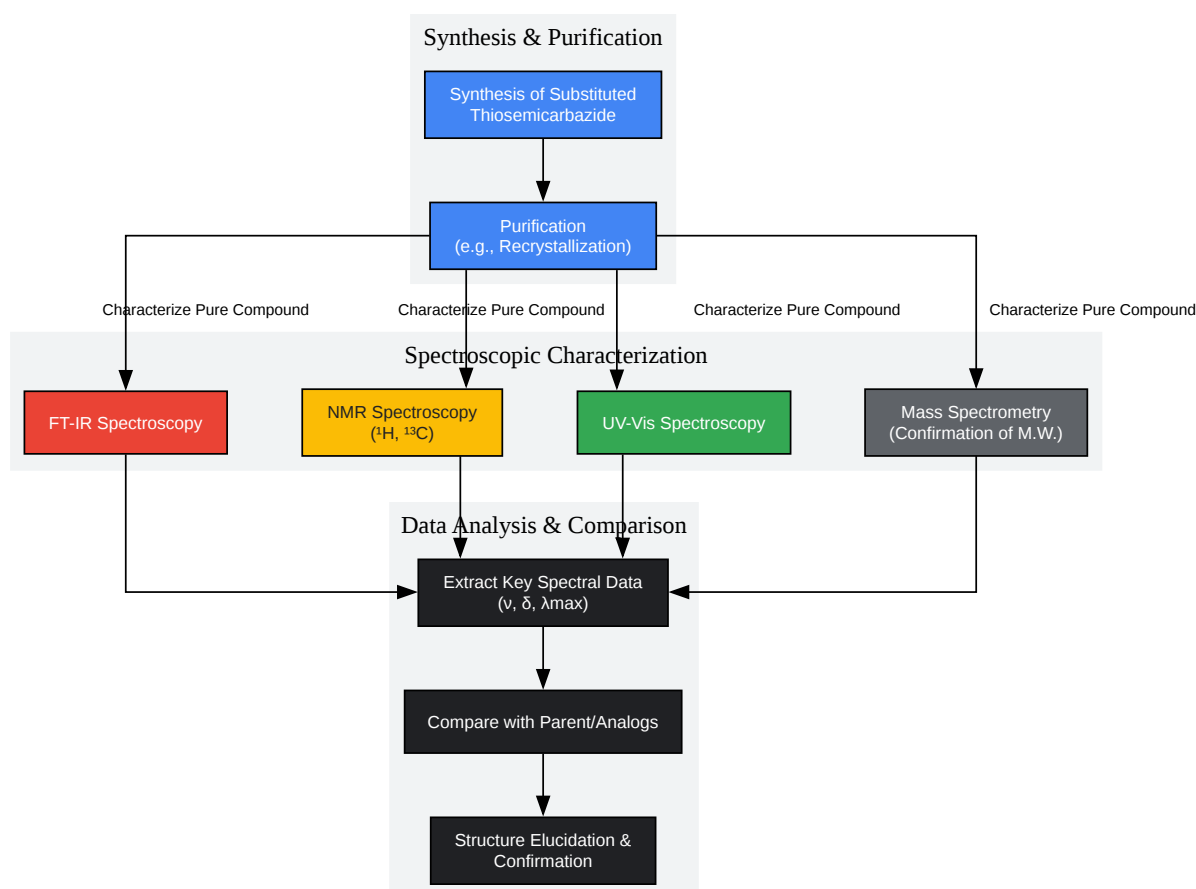 Synthesis & Purification
Synthesis of Substituted
Thiosemicarbazide
Purification
(e.g., Recrystallization)
Characterize Pure Compound
Characterize Pure Compound
Characterize Pure Compound
Characterize Pure Compound
Spectroscopic Characterization
FT-IR Spectroscopy
NMR Spectroscopy
(¹H, ¹³C)
UV-Vis Spectroscopy
Mass Spectrometry
(Confirmation of M.W.)
Data Analysis & Comparison
Extract Key Spectral Data
(ν, δ, λmax)
Compare with Parent/Analogs
Structure Elucidation &
Confirmation